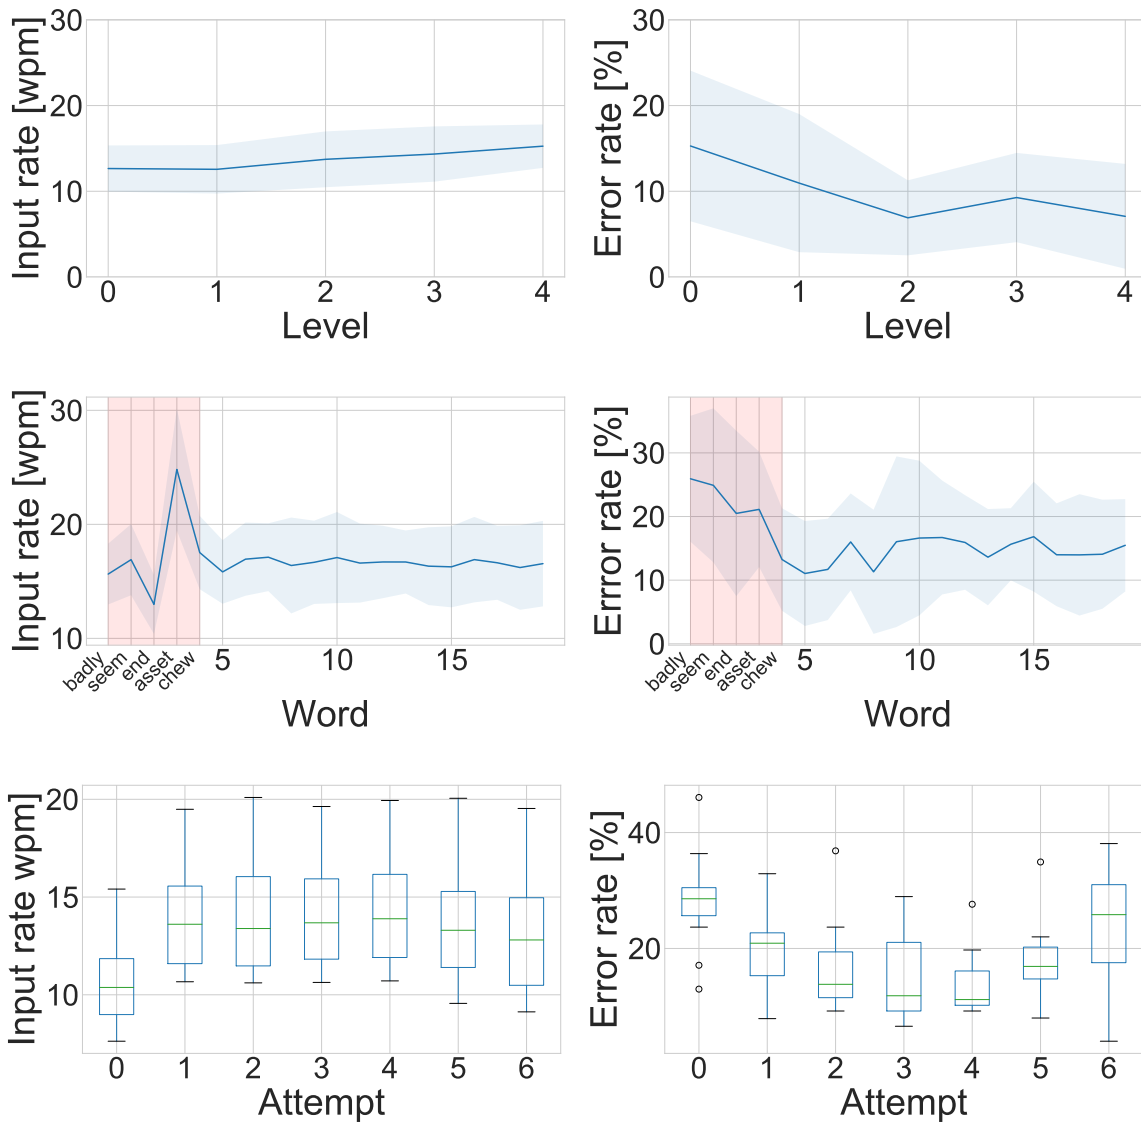 Input rate [wpm]
30
20
10
0
0 1 2 3 4
Level
Error rate [%]
30
20
10
0
0 1 2 3 4
Level
Input rate [wpm]
30
20
10
badly seem end asset chew 5 10 15
Word
Errror rate [%]
30
20
10
0
badly seem end asset chew 5 10 15
Word
Input rate wpm]
20
15
10
0 1 2 3 4 5 6
Attempt
Error rate [%]
40
20
0 1 2 3 4 5 6
Attempt